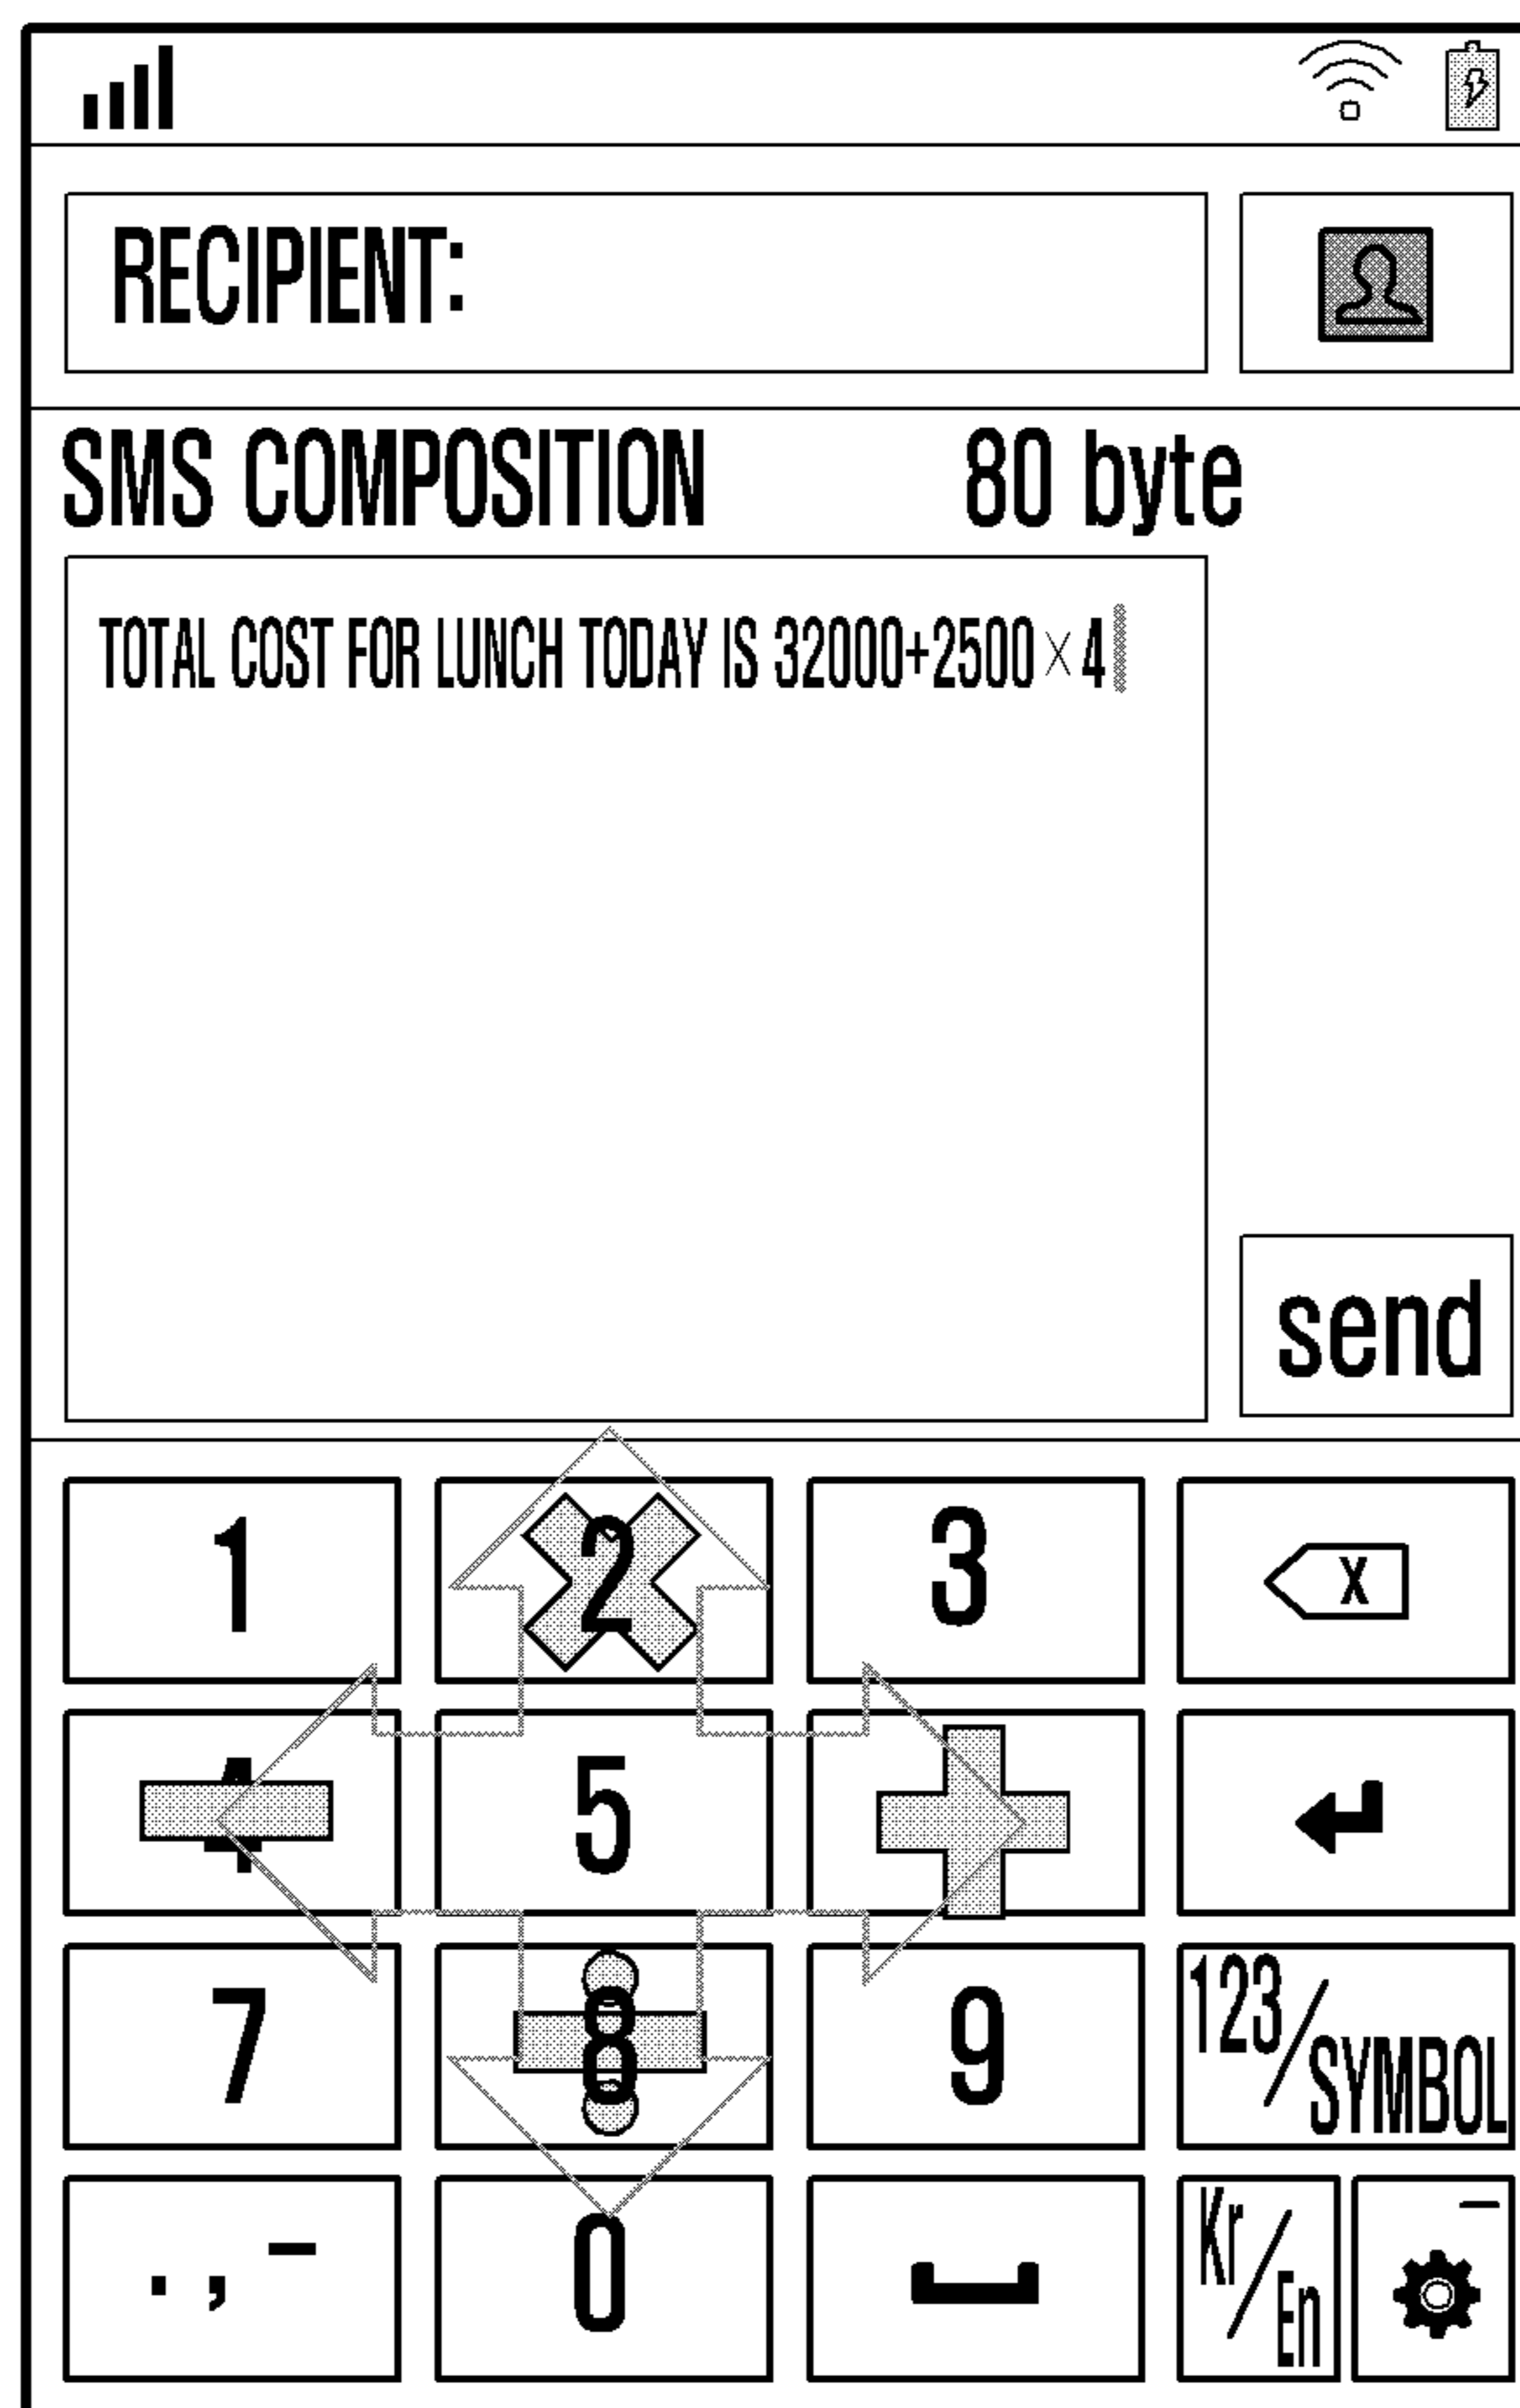 RECIPIENT:
SMS COMPOSITION 80 byte
TOTAL COST FOR LUNCH TODAY IS 32000+2500×4
send
1 2 3 X
4 5 +
7 8 9 123/SYMBOL
. , - 0 Kr/En